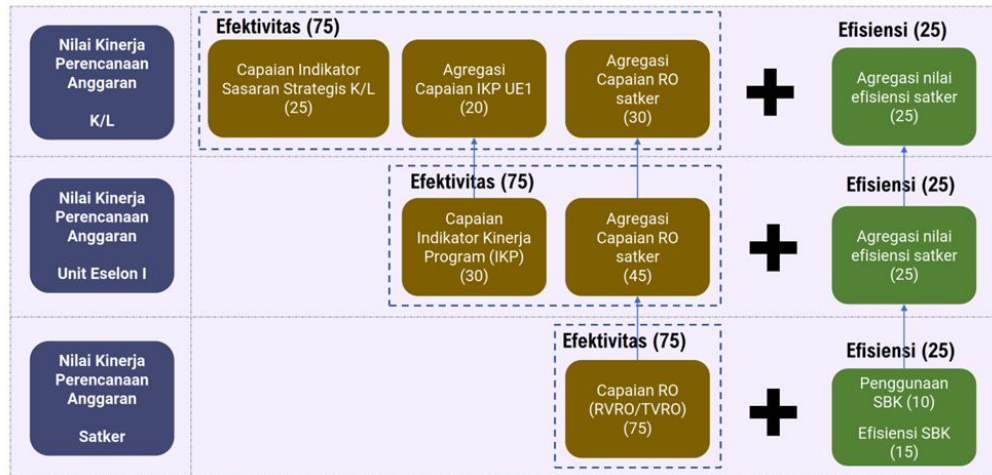 Nilai Kinerja
Perencanaan
Anggaran
K/L
Efektivitas (75)
Capaian Indikator
Sasaran Strategis K/L
(25)
Agregasi
Capaian IKP UE1
(20)
Agregasi
Capaian RO
satker
(30)
Efisiensi (25)
Agregasi nilai
efisiensi satker
(25)
Nilai Kinerja
Perencanaan
Anggaran
Unit Eselon I
Efektivitas (75)
Capaian
Indikator Kinerja
Program (IKP)
(30)
Agregasi
Capaian RO
satker
(45)
Efisiensi (25)
Agregasi nilai
efisiensi satker
(25)
Nilai Kinerja
Perencanaan
Anggaran
Satker
Efektivitas (75)
Capaian RO
(RVRO/TVRO)
(75)
Efisiensi (25)
Penggunaan
SBK (10)
Efisiensi SBK
(15)